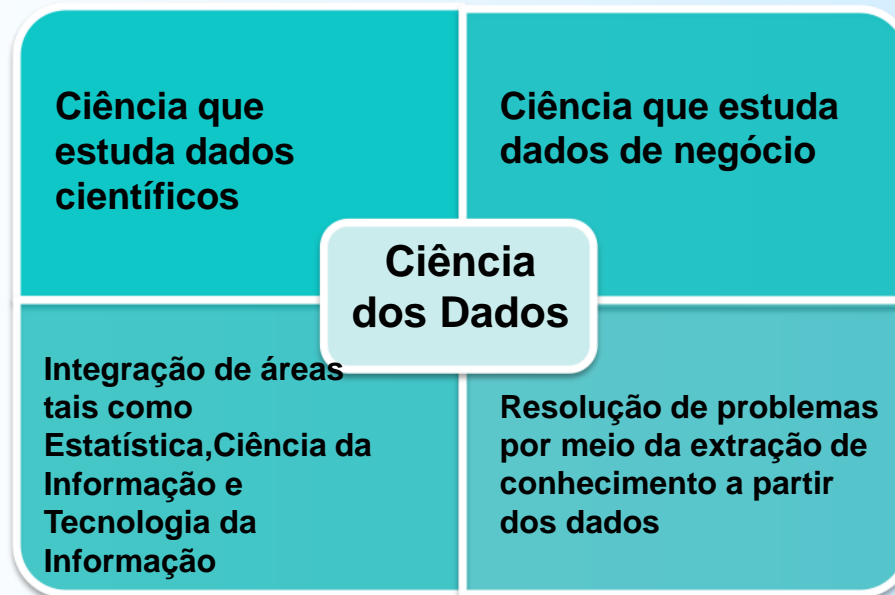 Ciência que
estuda dados
científicos
Ciência que estuda
dados de negócio
Ciência
dos Dados
Integração de áreas
tais como
Estatística,Ciência da
Informação e
Tecnologia da
Informação
Resolução de problemas
por meio da extração de
conhecimento a partir
dos dados